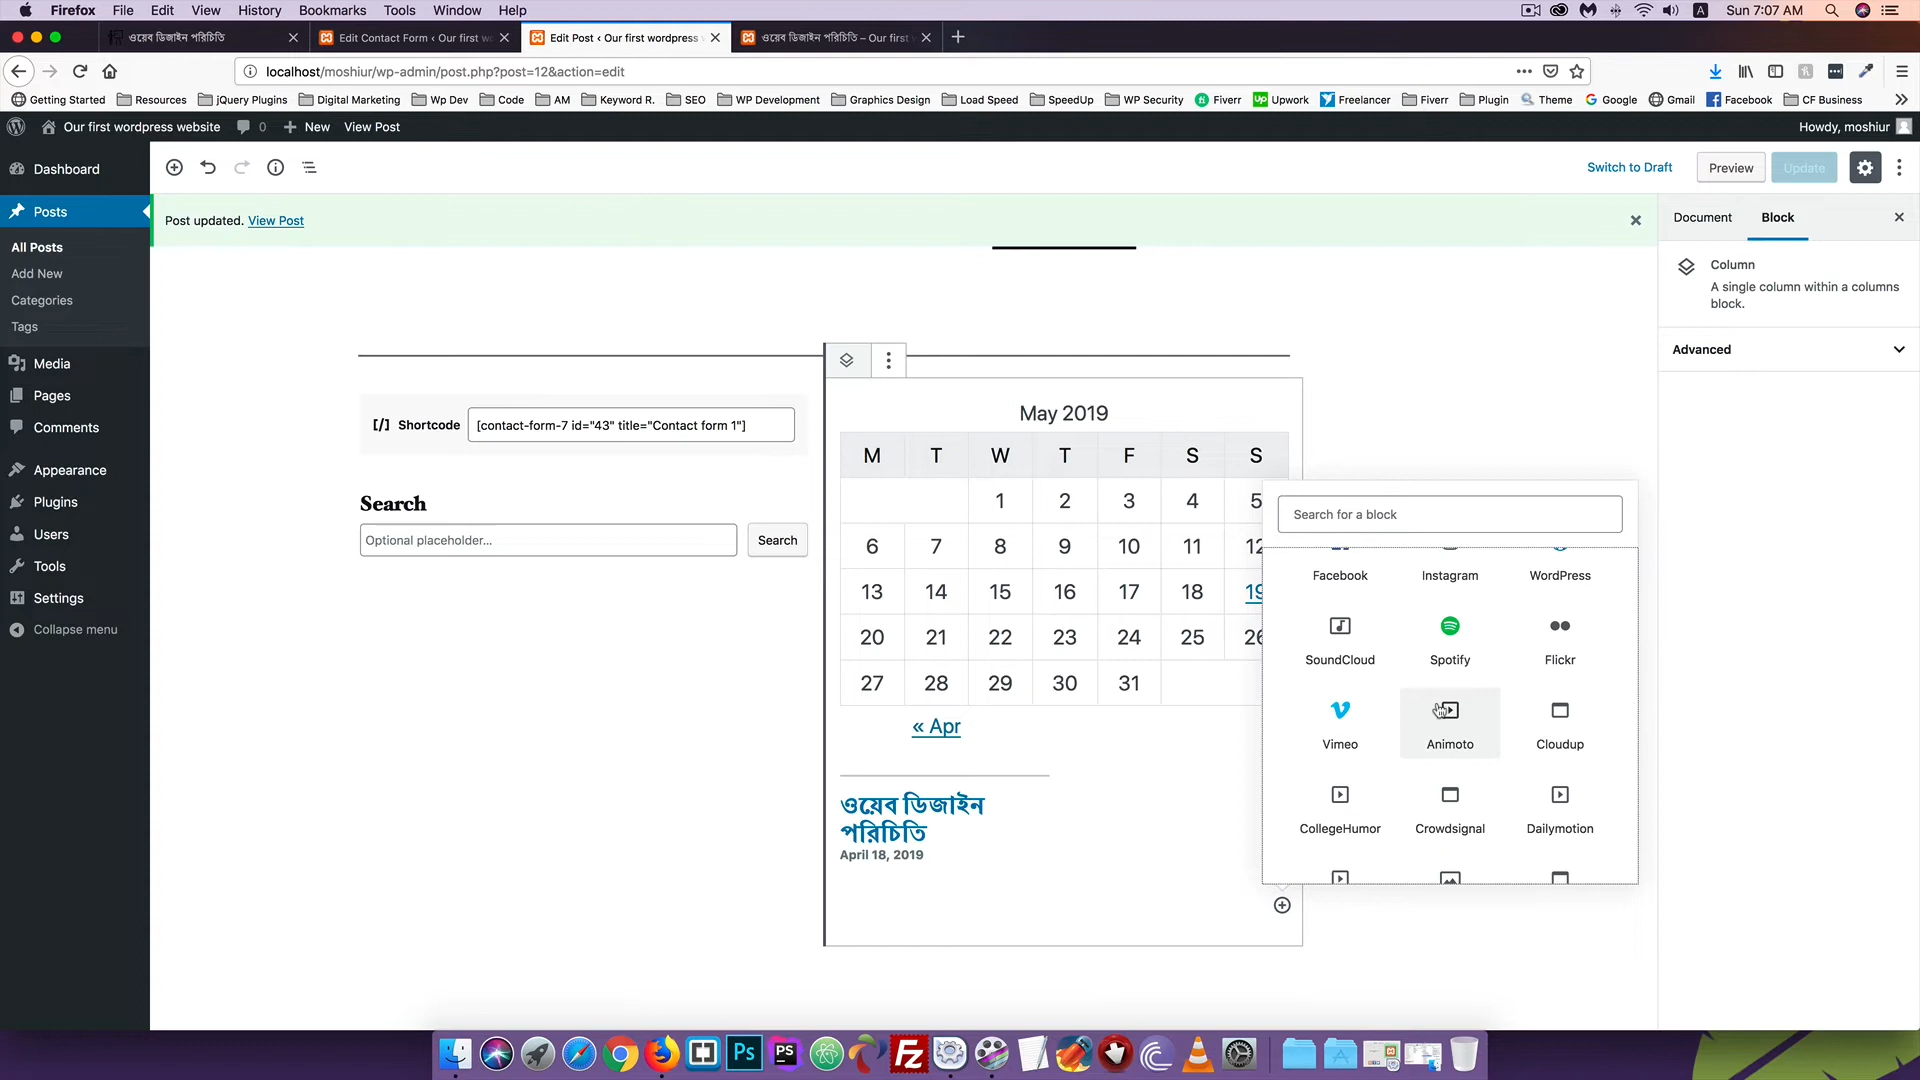 Firefox File Edit View History Bookmarks Tools Window Help
A Sun 7:07 AM
ওয়েব ডিজাইন পরিচিতি
Edit Contact Form ‹ Our first wo
Edit Post ‹ Our first wordpress
ওয়েব ডিজাইন পরিচিতি – Our first
localhost/moshiur/wp-admin/post.php?post=12&action=edit
Getting Started Resources jQuery Plugins Digital Marketing Wp Dev Code AM Keyword R. SEO WP Development Graphics Design Load Speed SpeedUp WP Security Fiverr Upwork Freelancer Fiverr Plugin Theme Google Gmail Facebook CF Business
Our first wordpress website 0 New View Post
Howdy, moshiur
Dashboard
Posts
All Posts
Add New
Categories
Tags
Media
Pages
Comments
Appearance
Plugins
Users
Tools
Settings
Collapse menu
Switch to Draft Preview Update
Post updated. View Post
Document Block
Column
A single column within a columns
block.
Advanced
[/] Shortcode [contact-form-7 id="43" title="Contact form 1"]
Search
Optional placeholder... Search
May 2019
M T W T F S S
1 2 3 4 5
6 7 8 9 10 11 12
13 14 15 16 17 18 19
20 21 22 23 24 25 26
27 28 29 30 31
« Apr
ওয়েব ডিজাইন
পরিচিতি
April 18, 2019
Search for a block
Facebook Instagram WordPress
SoundCloud Spotify Flickr
Vimeo Animoto Cloudup
CollegeHumor Crowdsignal Dailymotion
Ps PS Fz